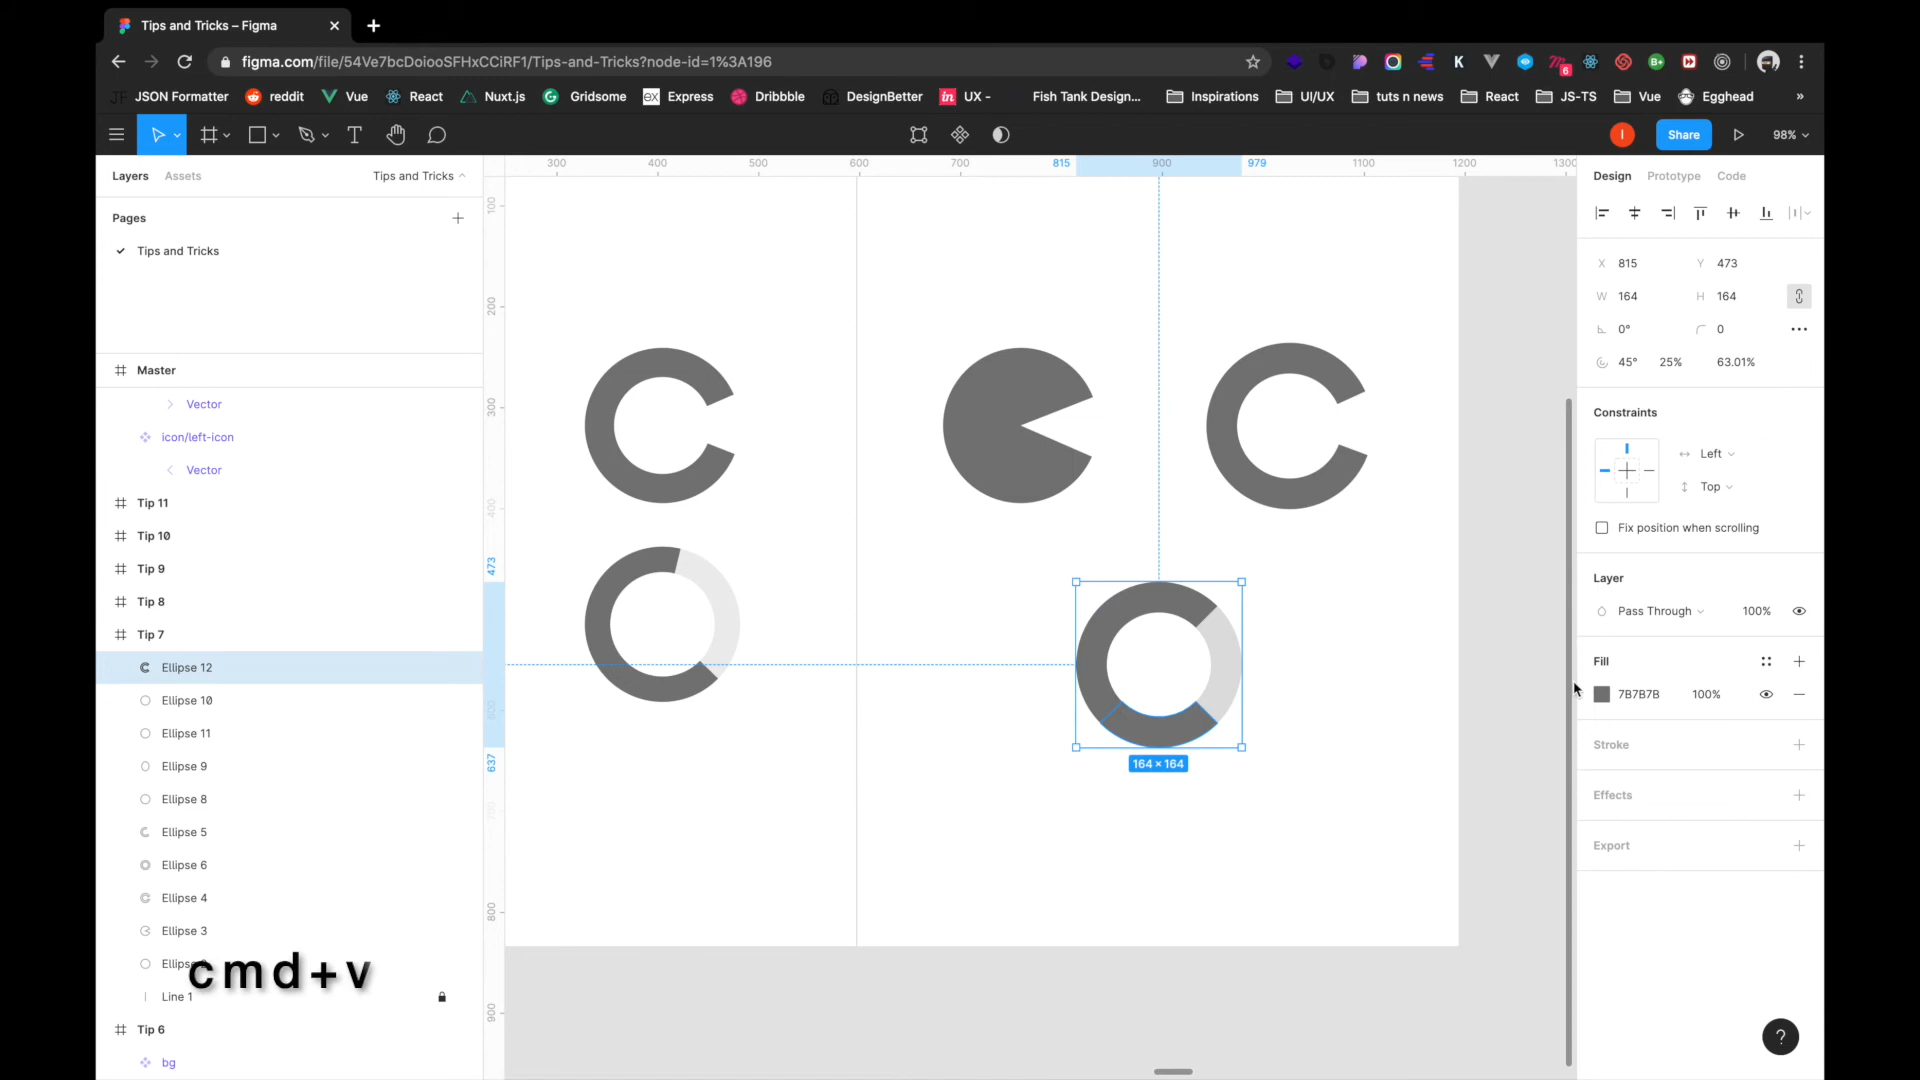 Tips and Tricks – Figma
figma.com/file/54Ve7bcDoiooSFHxCCiRF1/Tips-and-Tricks?node-id=1%3A196
K
6
B+
JF JSON Formatter
reddit
Vue
React
Nuxt.js
Gridsome
ex Express
Dribbble
DesignBetter
in UX -
Fish Tank Design...
Inspirations
UI/UX
tuts n news
React
JS-TS
Vue
Egghead
»
T
I
Share
98%
Layers
Assets
Tips and Tricks
300
400
500
600
700
815
900
979
1100
1200
1300
Design
Prototype
Code
Pages
Tips and Tricks
100
200
300
400
473
600
637
700
800
900
X 815
Y 473
W 164
H 164
0°
0
45°
25%
63.01%
Master
Vector
icon/left-icon
Vector
Tip 11
Tip 10
Tip 9
Tip 8
Tip 7
Ellipse 12
Ellipse 10
Ellipse 11
Ellipse 9
Ellipse 8
Ellipse 5
Ellipse 6
Ellipse 4
Ellipse 3
cmd+v
Line 1
Tip 6
bg
164 × 164
Constraints
Left
Top
Fix position when scrolling
Layer
Pass Through
100%
Fill
7B7B7B
100%
Stroke
Effects
Export
?